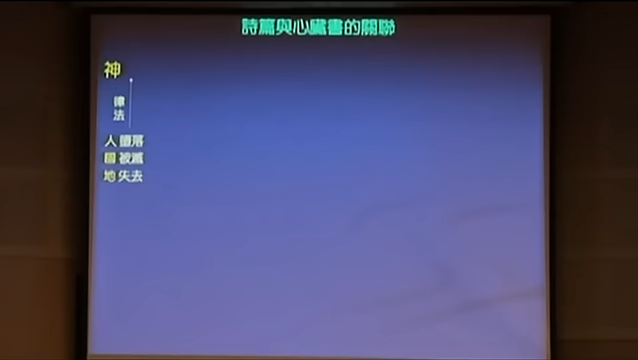 詩篇與心臟書的關聯
神
律法
人 墮落
國 被滅
地 失去